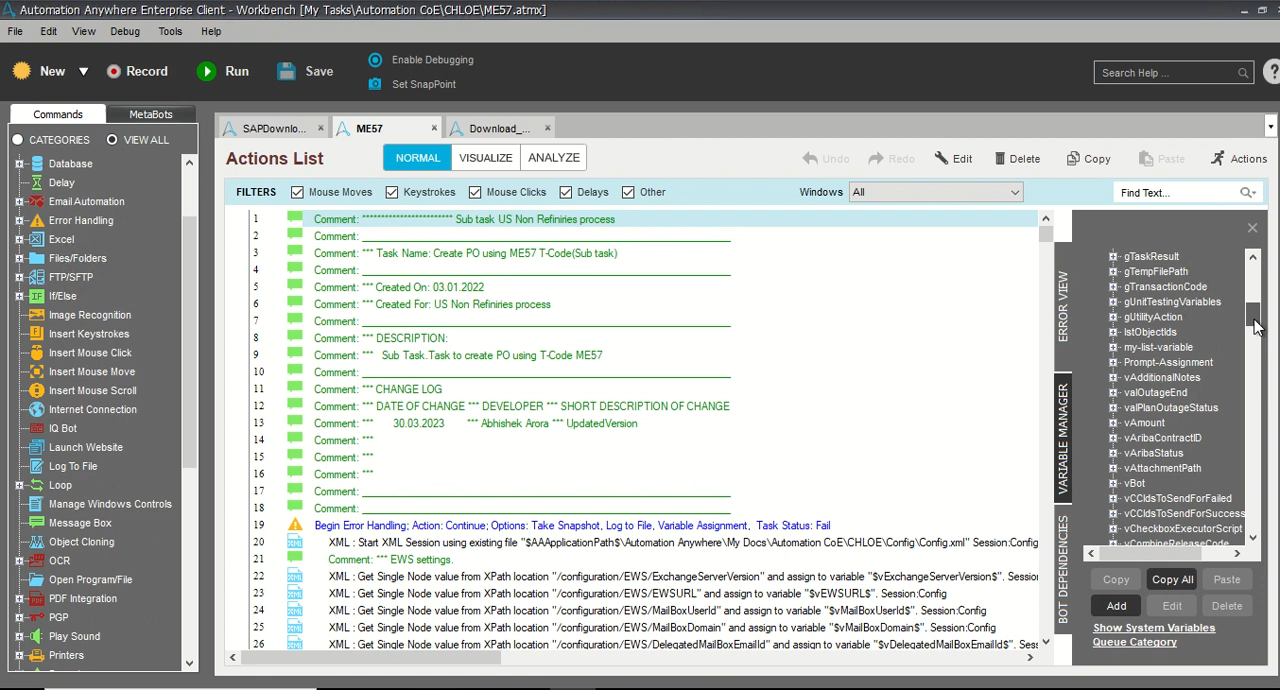 Automation Anywhere Enterprise Client - Workbench [My Tasks\Automation CoE\CHLOE\ME57.atmx]
File Edit View Debug Tools Help
New Record Run Save
Enable Debugging
Set SnapPoint
Search Help ...
?
Commands MetaBots
CATEGORIES VIEW ALL
Database
Delay
Email Automation
Error Handling
Excel
Files/Folders
FTP/SFTP
If/Else
Image Recognition
Insert Keystrokes
Insert Mouse Click
Insert Mouse Move
Insert Mouse Scroll
Internet Connection
IQ Bot
Launch Website
Log To File
Loop
Manage Windows Controls
Message Box
Object Cloning
OCR
Open Program/File
PDF Integration
PGP
Play Sound
Printers
SAPDownlo... ME57 Download_...
Actions List
NORMAL VISUALIZE ANALYZE
Undo Redo Edit Delete Copy Paste Actions
FILTERS Mouse Moves Keystrokes Mouse Clicks Delays Other Windows All Find Text...
1 Comment: ************************ Sub task US Non Refiniries process
2 Comment: ________________________________________
3 Comment: *** Task Name: Create PO using ME57 T-Code(Sub task)
4 Comment: ________________________________________
5 Comment: *** Created On: 03.01.2022
6 Comment: *** Created For: US Non Refiniries process
7 Comment: ________________________________________
8 Comment: *** DESCRIPTION:
9 Comment: *** Sub Task.Task to create PO using T-Code ME57
10 Comment: ________________________________________
11 Comment: *** CHANGE LOG
12 Comment: *** DATE OF CHANGE *** DEVELOPER *** SHORT DESCRIPTION OF CHANGE
13 Comment: *** 30.03.2023 *** Abhishek Arora *** UpdatedVersion
14 Comment: ***
15 Comment: ***
16 Comment: ***
17 Comment: ________________________________________
18 Comment: ________________________________________
19 Begin Error Handling; Action: Continue; Options: Take Snapshot, Log to File, Variable Assignment, Task Status: Fail
20 XML : Start XML Session using existing file "$AAApplicationPath$\Automation Anywhere\My Docs\Automation CoE\CHLOE\Config\Config.xml" Session:Config
21 Comment: *** EWS settings.
22 XML : Get Single Node value from XPath location "/configuration/EWS/ExchangeServerVersion" and assign to variable "$vExchangeServerVersion$". Sessio
23 XML : Get Single Node value from XPath location "/configuration/EWS/EWSURL" and assign to variable "$vEWSURL$". Session:Config
24 XML : Get Single Node value from XPath location "/configuration/EWS/MailBoxUserId" and assign to variable "$vMailBoxUserId$". Session:Config
25 XML : Get Single Node value from XPath location "/configuration/EWS/MailBoxDomain" and assign to variable "$vMailBoxDomain$". Session:Config
26 XML : Get Single Node value from XPath location "/configuration/EWS/DelegatedMailBoxEmailId" and assign to variable "$vDelegatedMailBoxEmailId$". Sess
ERROR VIEW
VARIABLE MANAGER
BOT DEPENDENCIES
gTaskResult
gTempFilePath
gTransactionCode
gUnitTestingVariables
gUtilityAction
lstObjectIds
my-list-variable
Prompt-Assignment
vAdditionalNotes
valOutageEnd
valPlanOutageStatus
vAmount
vAribaContractID
vAribaStatus
vAttachmentPath
vBot
vCCIdsToSendForFailed
vCCIdsToSendForSuccess
vCheckboxExecutorScript
vCombineReleaseCode
Copy Copy All Paste
Add Edit Delete
Show System Variables
Queue Category